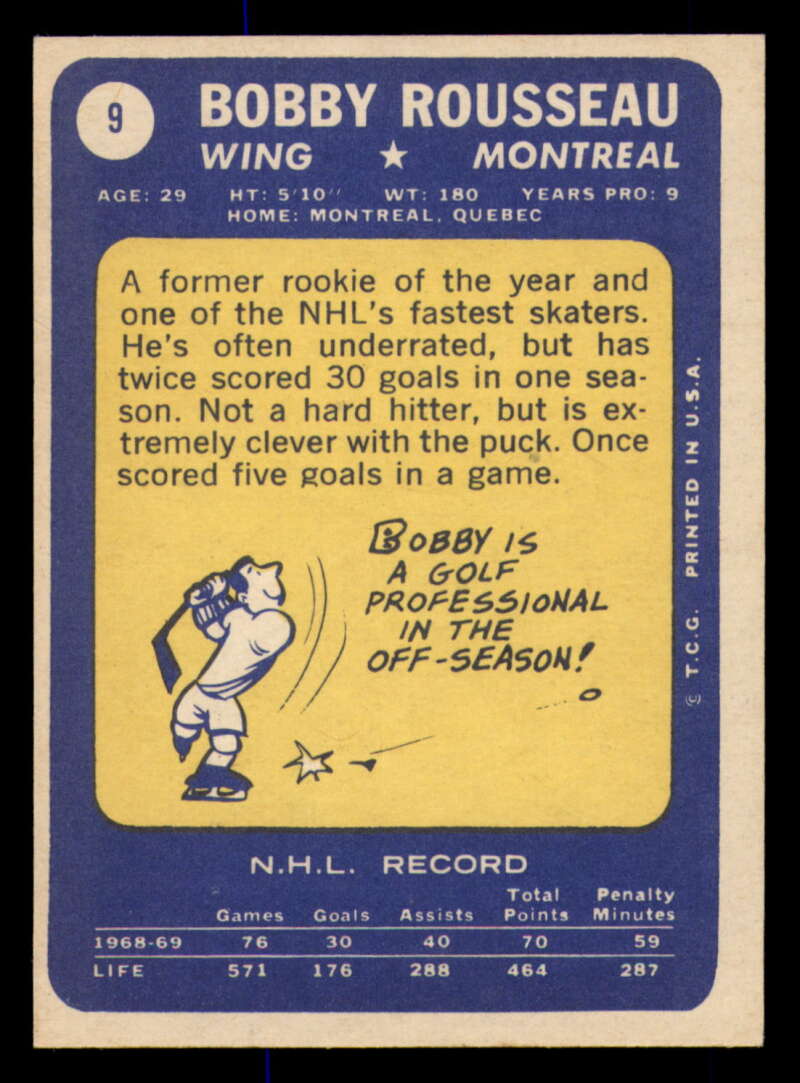 9
BOBBY ROUSSEAU
WING ★ MONTREAL
AGE: 29 HT: 5'10" WT: 180 YEARS PRO: 9
HOME: MONTREAL, QUEBEC
A former rookie of the year and
one of the NHL's fastest skaters.
He's often underrated, but has
twice scored 30 goals in one sea-
son. Not a hard hitter, but is ex-
tremely clever with the puck. Once
scored five goals in a game.
BOBBY IS
A GOLF
PROFESSIONAL
IN THE
OFF-SEASON!
© T.C.G. PRINTED IN U.S.A.
N.H.L. RECORD
Total Penalty
Games Goals Assists Points Minutes
1968-69 76 30 40 70 59
LIFE 571 176 288 464 287